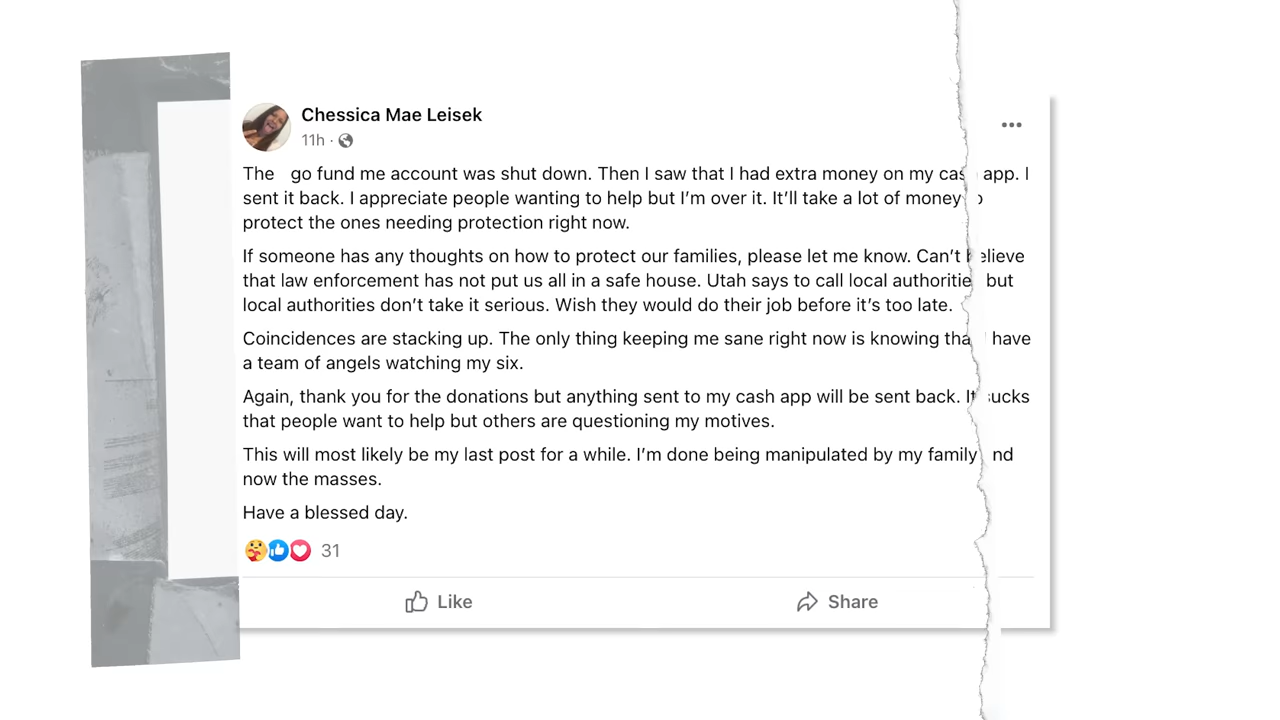 Chessica Mae Leisek
11h ·
The go fund me account was shut down. Then I saw that I had extra money on my cas app. I
sent it back. I appreciate people wanting to help but I'm over it. It'll take a lot of money o
protect the ones needing protection right now.
If someone has any thoughts on how to protect our families, please let me know. Can't elieve
that law enforcement has not put us all in a safe house. Utah says to call local authoritie but
local authorities don't take it serious. Wish they would do their job before it's too late.
Coincidences are stacking up. The only thing keeping me sane right now is knowing tha I have
a team of angels watching my six.
Again, thank you for the donations but anything sent to my cash app will be sent back. It sucks
that people want to help but others are questioning my motives.
This will most likely be my last post for a while. I'm done being manipulated by my family nd
now the masses.
Have a blessed day.
31
Like Share